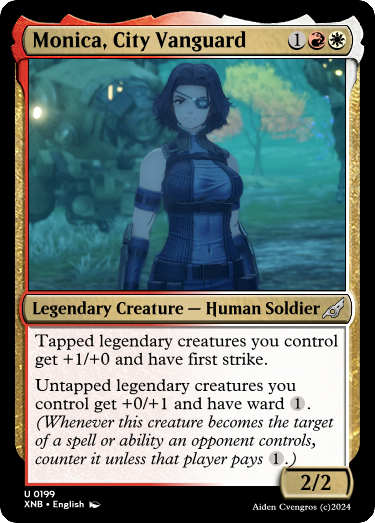 Monica, City Vanguard 1
Legendary Creature — Human Soldier
Tapped legendary creatures you control
get +1/+0 and have first strike.
Untapped legendary creatures you
control get +0/+1 and have ward 1.
(Whenever this creature becomes the target
of a spell or ability an opponent controls,
counter it unless that player pays 1.)
2/2
U 0199
XNB • English
Aiden Cvengros (c)2024